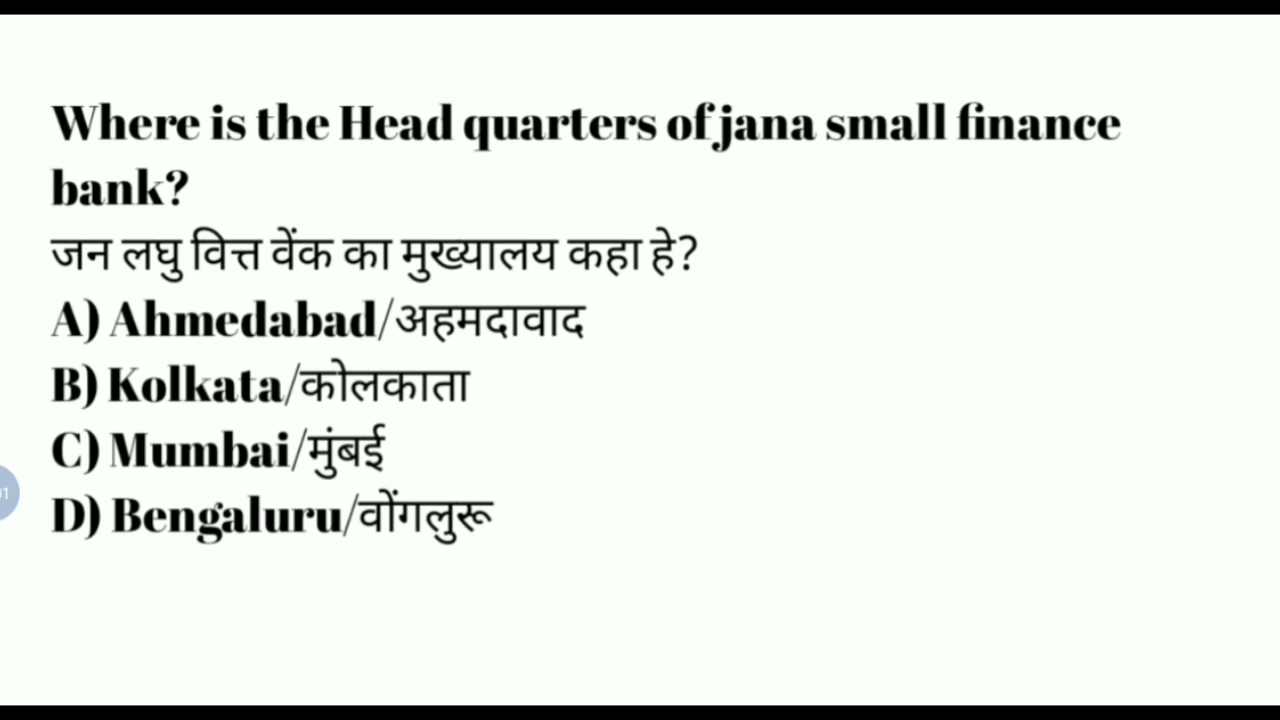 Where is the Head quarters of jana small finance
bank?
जन लघु वित्त वेंक का मुख्यालय कहा हे?
A) Ahmedabad/अहमदावाद
B) Kolkata/कोलकाता
C) Mumbai/मुंबई
D) Bengaluru/वोंगलुरू